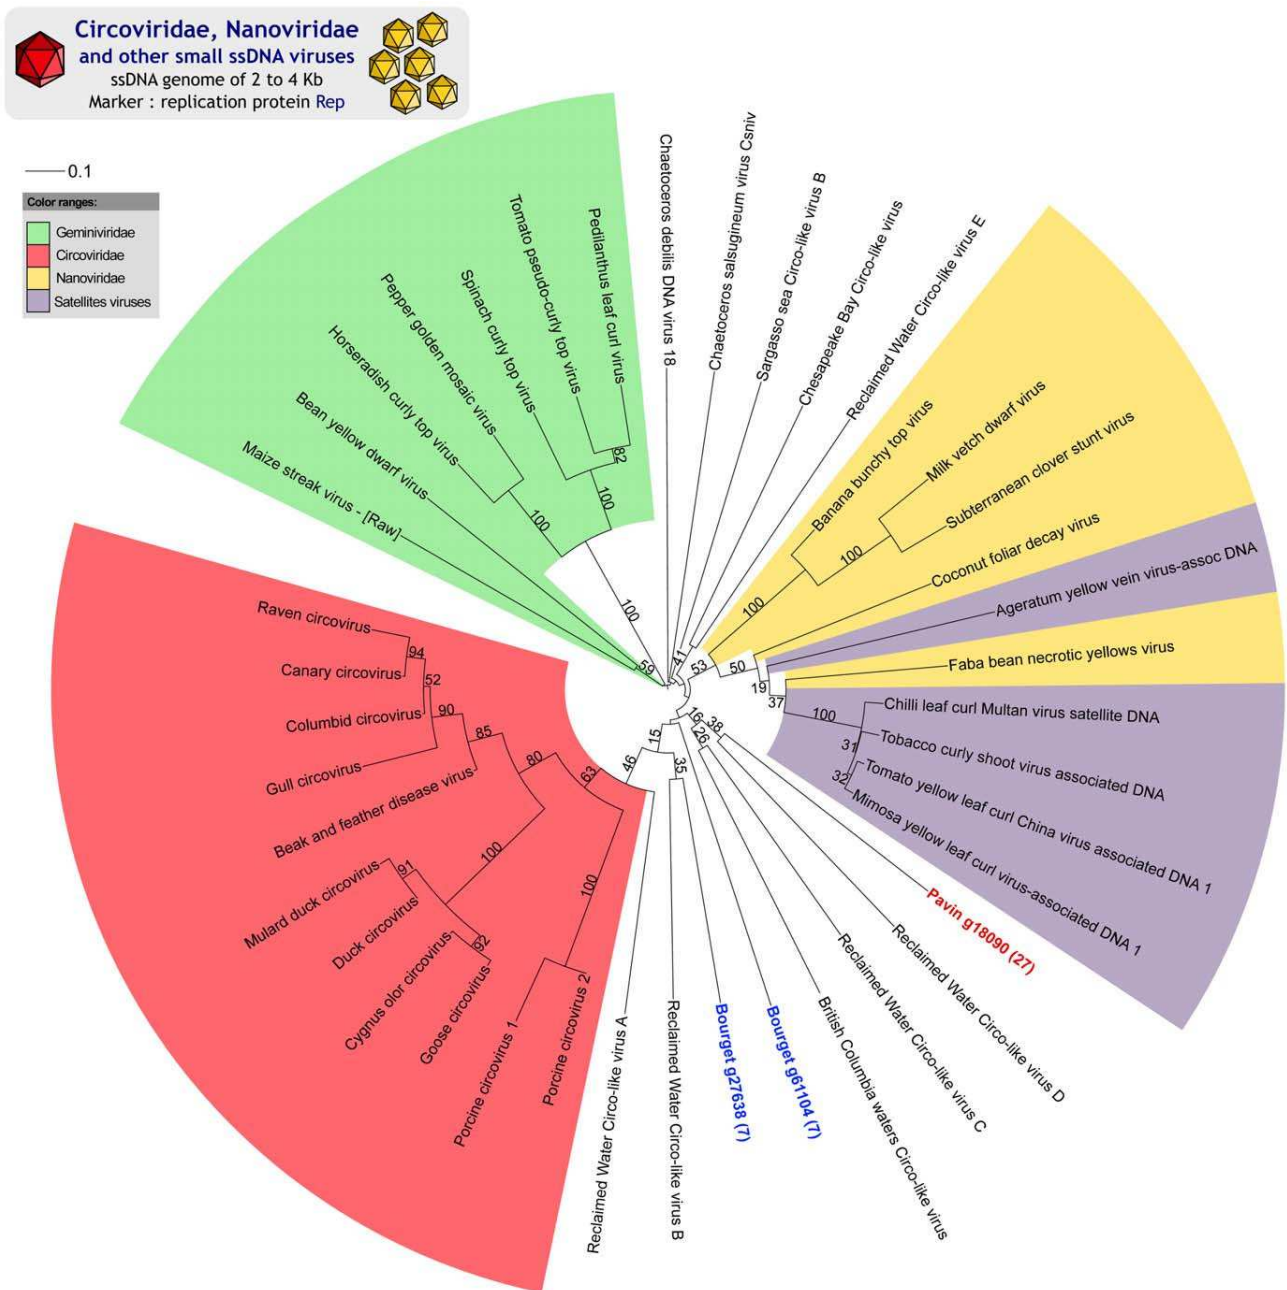 Circoviridae, Nanoviridae
and other small ssDNA viruses
ssDNA genome of 2 to 4 Kb
Marker : replication protein Rep
0.1
Color ranges:
Geminiviridae
Circoviridae
Nanoviridae
Satellites viruses
Maize streak virus - [Raw]
Bean yellow dwarf virus
Horseradish curly top virus
Pepper golden mosaic virus
Spinach curly top virus
Tomato pseudo-curly top virus
Pedilanthus leaf curl virus
82
100
100
100
59
Chaetoceros debilis DNA virus 18
Chaetoceros salsugineum virus Csniv
Sargasso sea Circo-like virus B
Chesapeake Bay Circo-like virus
Reclaimed Water Circo-like virus E
41
53
Banana bunchy top virus
Milk vetch dwarf virus
Subterranean clover stunt virus
Coconut foliar decay virus
100
100
50
Ageratum yellow vein virus-assoc DNA
Faba bean necrotic yellows virus
19
37
Chilli leaf curl Multan virus satellite DNA
Tobacco curly shoot virus associated DNA
Tomato yellow leaf curl China virus associated DNA 1
Mimosa yellow leaf curl virus-associated DNA 1
100
31
32
Pavin g18090 (27)
Reclaimed Water Circo-like virus D
Reclaimed Water Circo-like virus C
British Columbia waters Circo-like virus
Bourget g61104 (7)
Bourget g27638 (7)
Reclaimed Water Circo-like virus B
Reclaimed Water Circo-like virus A
16
38
26
15
35
46
63
Porcine circovirus 2
Porcine circovirus 1
Goose circovirus
Cygnus olor circovirus
Duck circovirus
Mulard duck circovirus
Beak and feather disease virus
Gull circovirus
Columbid circovirus
Canary circovirus
Raven circovirus
94
52
90
85
80
100
91
92
100